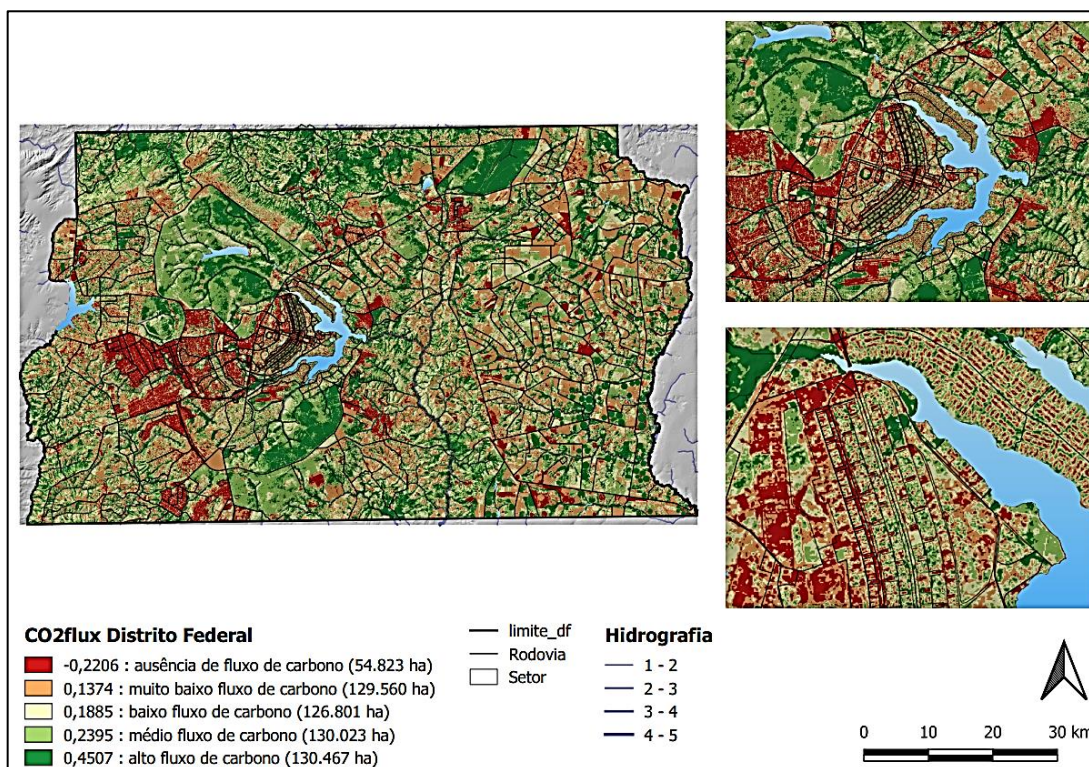 CO2flux Distrito Federal
-0,2206 : ausência de fluxo de carbono (54.823 ha)
0,1374 : muito baixo fluxo de carbono (129.560 ha)
0,1885 : baixo fluxo de carbono (126.801 ha)
0,2395 : médio fluxo de carbono (130.023 ha)
0,4507 : alto fluxo de carbono (130.467 ha)
limite_df
Rodovia
Setor
Hidrografia
1 - 2
2 - 3
3 - 4
4 - 5
0 10 20 30 km